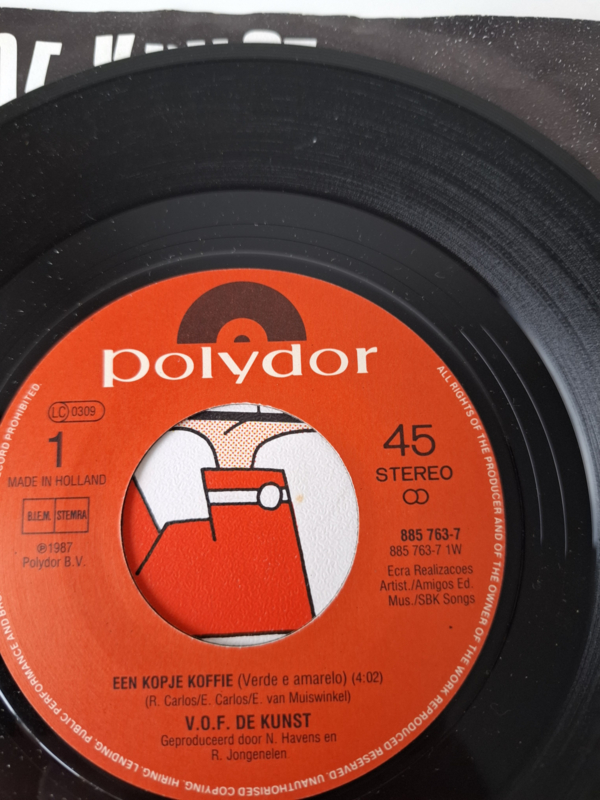 DE KUNST
polydor
LC 0309
1
MADE IN HOLLAND
B.I.E.M. STEMRA
℗1987
Polydor B.V.
45
STEREO
885 763-7
885 763-7 1W
Ecra Realizacoes
Artist./Amigos Ed.
Mus./SBK Songs
EEN KOPJE KOFFIE (Verde e amarelo) (4:02)
(R. Carlos/E. Carlos/E. van Muiswinkel)
V.O.F. DE KUNST
Geproduceerd door N. Havens en
R. Jongenelen
ALL RIGHTS OF THE PRODUCER AND OF THE OWNER OF THE WORK REPRODUCED RESERVED. UNAUTHORISED COPYING, HIRING, LENDING, PUBLIC PERFORMANCE AND PROHIBITED.